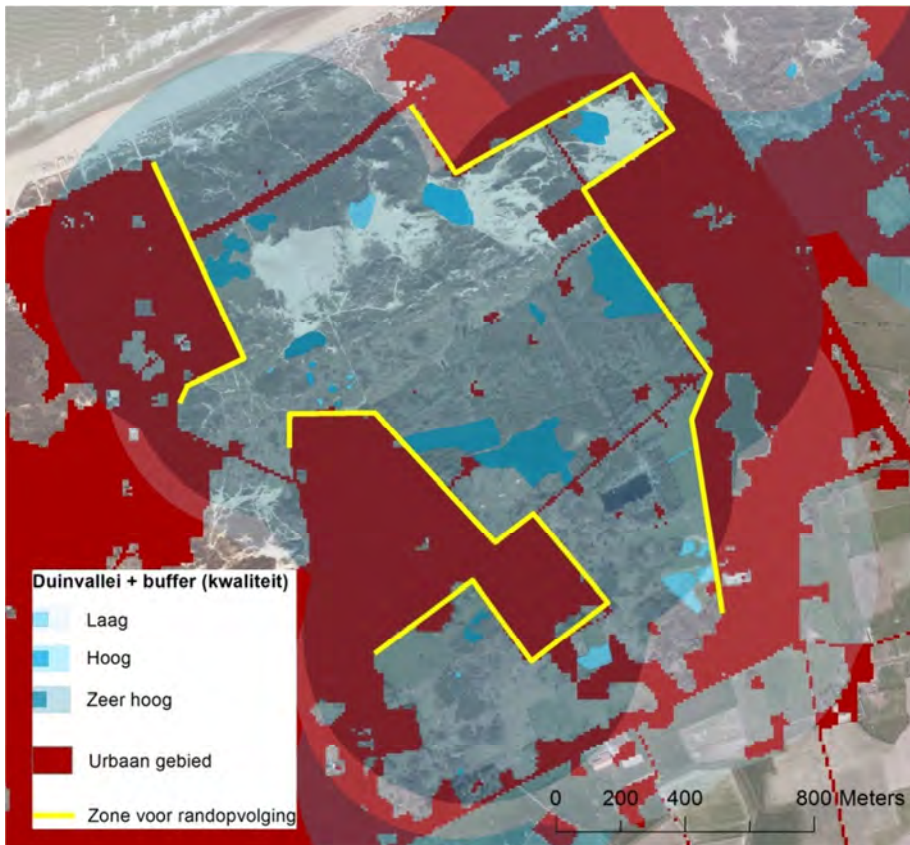 Duinvallei + buffer (kwaliteit)
Laag
Hoog
Zeer hoog
Urbaan gebied
Zone voor randopvolging
0 200 400 800 Meters